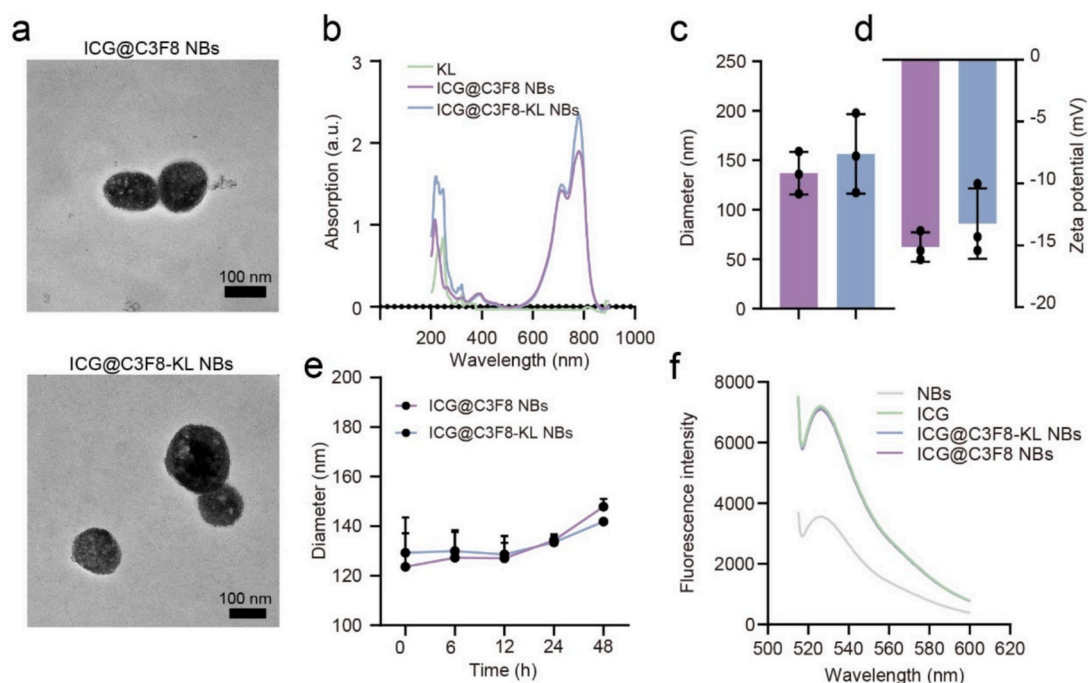 a
ICG@C3F8 NBs
100 nm
ICG@C3F8-KL NBs
100 nm
b
3
2
1
0
Absorption (a.u.)
KL
ICG@C3F8 NBs
ICG@C3F8-KL NBs
200 400 600 800 1000
Wavelength (nm)
c
250
200
150
100
50
0
Diameter (nm)
d
0
-5
-10
-15
-20
Zeta potential (mV)
e
200
180
160
140
120
100
Diameter (nm)
ICG@C3F8 NBs
ICG@C3F8-KL NBs
0 6 12 24 48
Time (h)
f
8000
6000
4000
2000
0
Fluorescence intensity
NBs
ICG
ICG@C3F8-KL NBs
ICG@C3F8 NBs
500 520 540 560 580 600 620
Wavelength (nm)